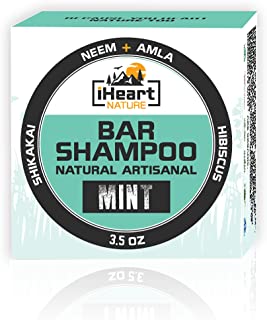 NEEM + AMLA
iHeart
NATURE
SHIKAKAI
HIBISCUS
BAR
SHAMPOO
NATURAL ARTISANAL
MINT
3.5 OZ